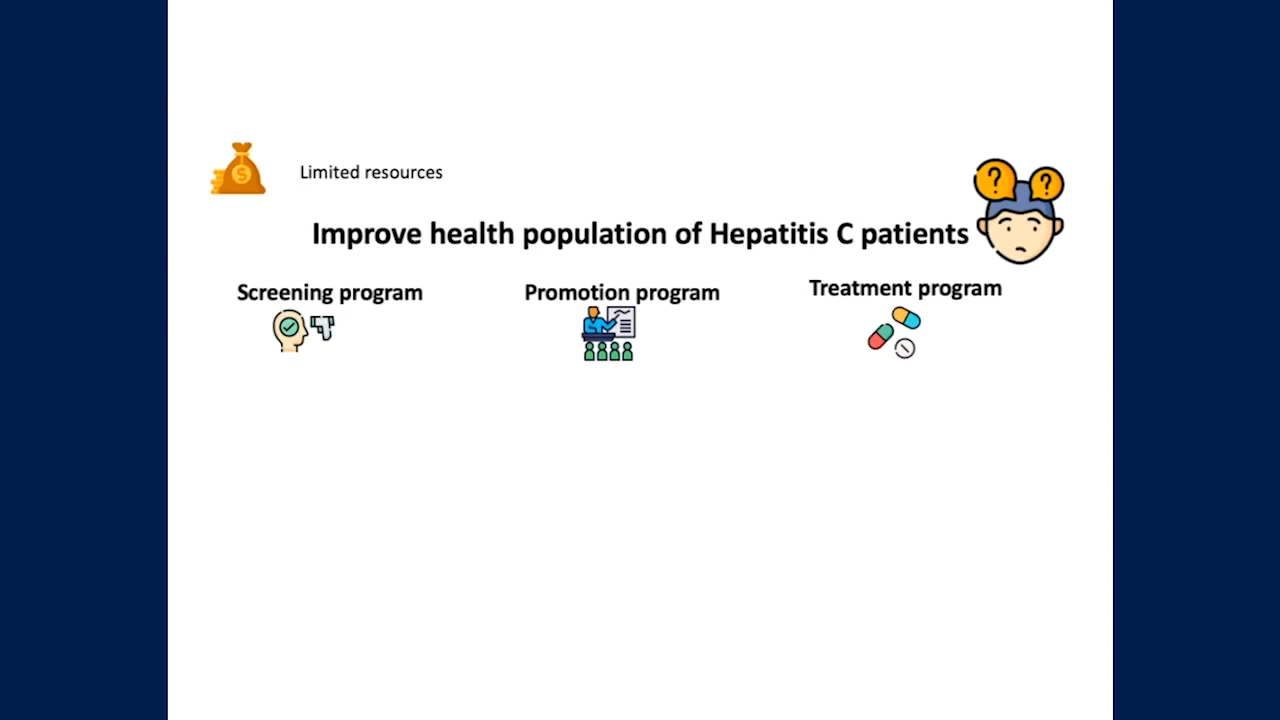 Limited resources
Improve health population of Hepatitis C patients
Screening program
Promotion program
Treatment program